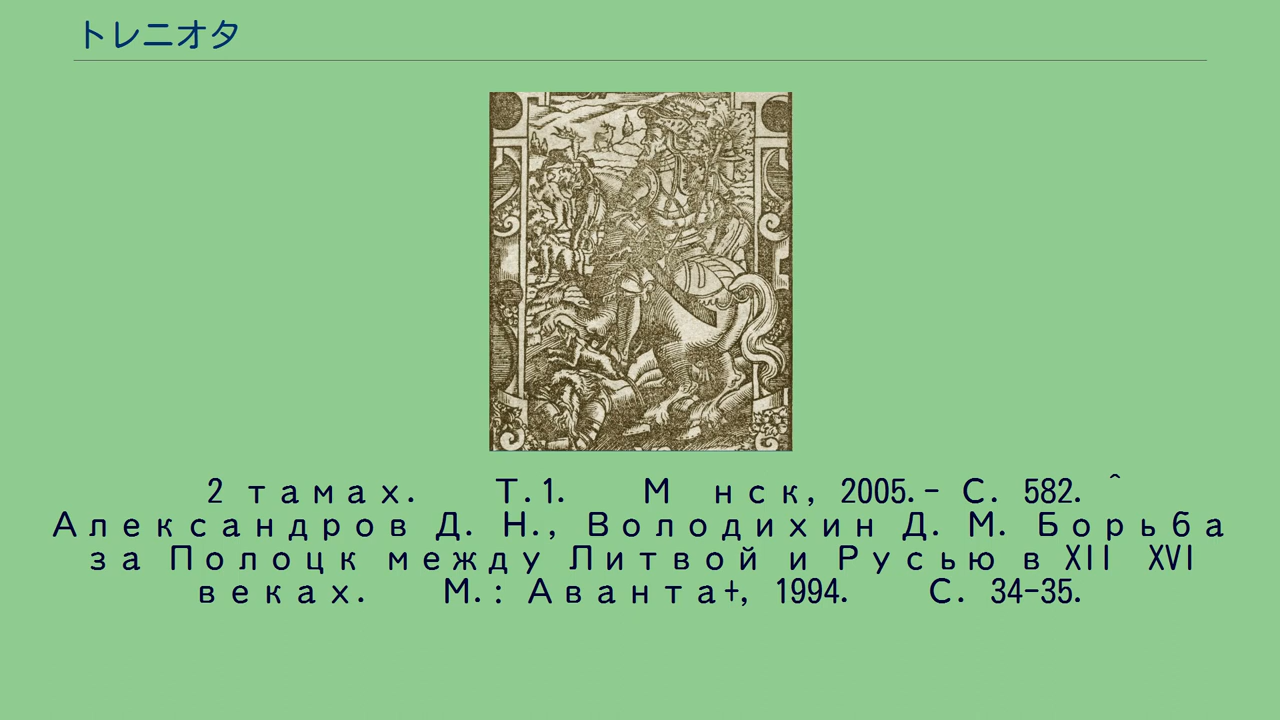 トレニオタ
2 тамах. Т.1. М нск, 2005.- С. 582. ^
Александров Д. Н., Володихин Д. М. Борьба
за Полоцк между Литвой и Русью в XII XVI
веках. М.: Аванта+, 1994. С. 34-35.